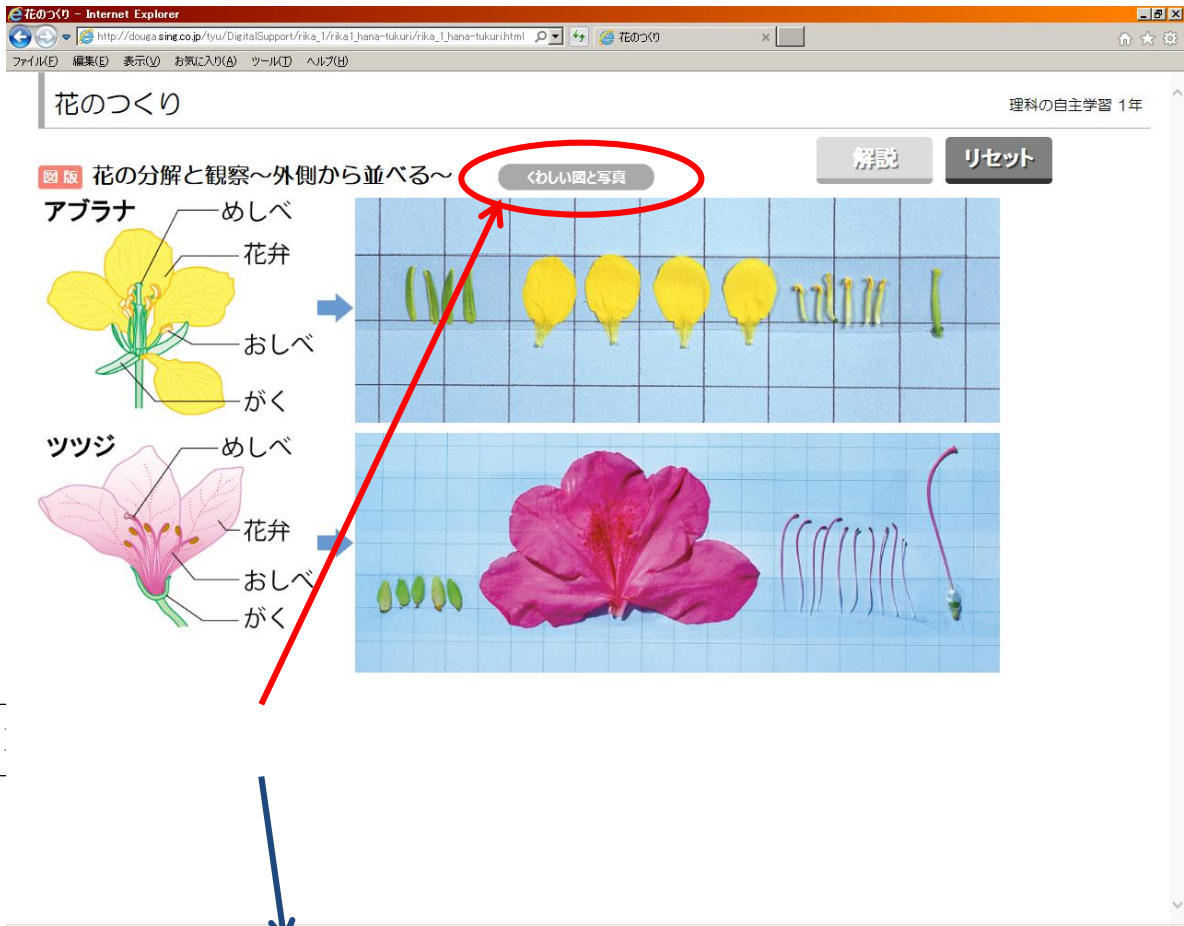 花のつくり - Internet Explorer
http://douga.sing.co.jp/tyu/DigitalSupport/rika_1/rika1_hana-tukuri/rika_1_hana-tukuri.html
花のつくり
ファイル(F) 編集(E) 表示(V) お気に入り(A) ツール(T) ヘルプ(H)
花のつくり
理科の自主学習 1年
図版 花の分解と観察～外側から並べる～
くわしい図と写真
解説
リセット
アブラナ
めしべ
花弁
おしべ
がく
ツツジ
めしべ
花弁
おしべ
がく